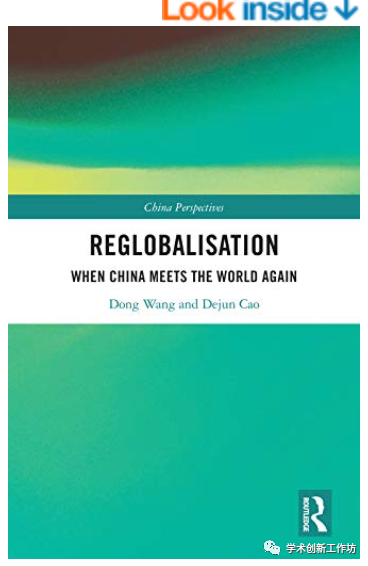 Look inside
China Perspectives
REGLOBALISATION
WHEN CHINA MEETS THE WORLD AGAIN
Dong Wang and Dejun Cao
ROUTLEDGE
学术创新工作坊